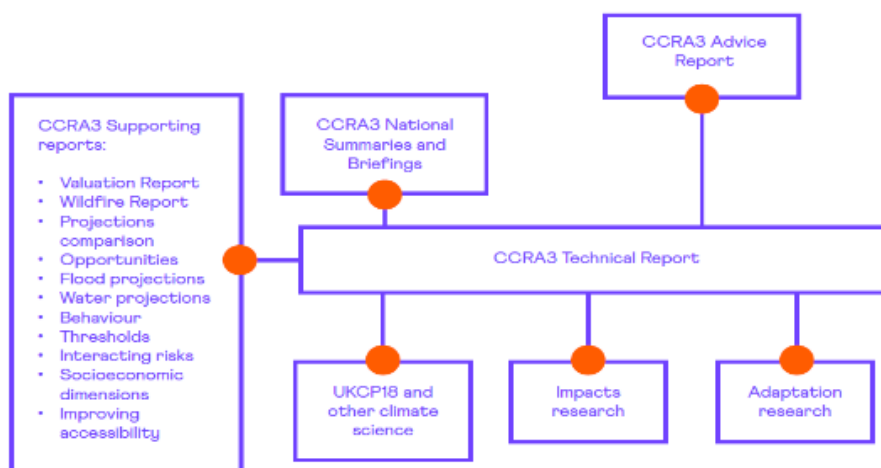 CCRA3 Advice
Report
CCRA3 Supporting
reports:
• Valuation Report
• Wildfire Report
• Projections
comparison
• Opportunities
• Flood projections
• Water projections
• Behaviour
• Thresholds
• Interacting risks
• Socioeconomic
dimensions
• Improving
accessibility
CCRA3 National
Summaries and
Briefings
CCRA3 Technical Report
UKCP18 and
other climate
science
Impacts
research
Adaptation
research